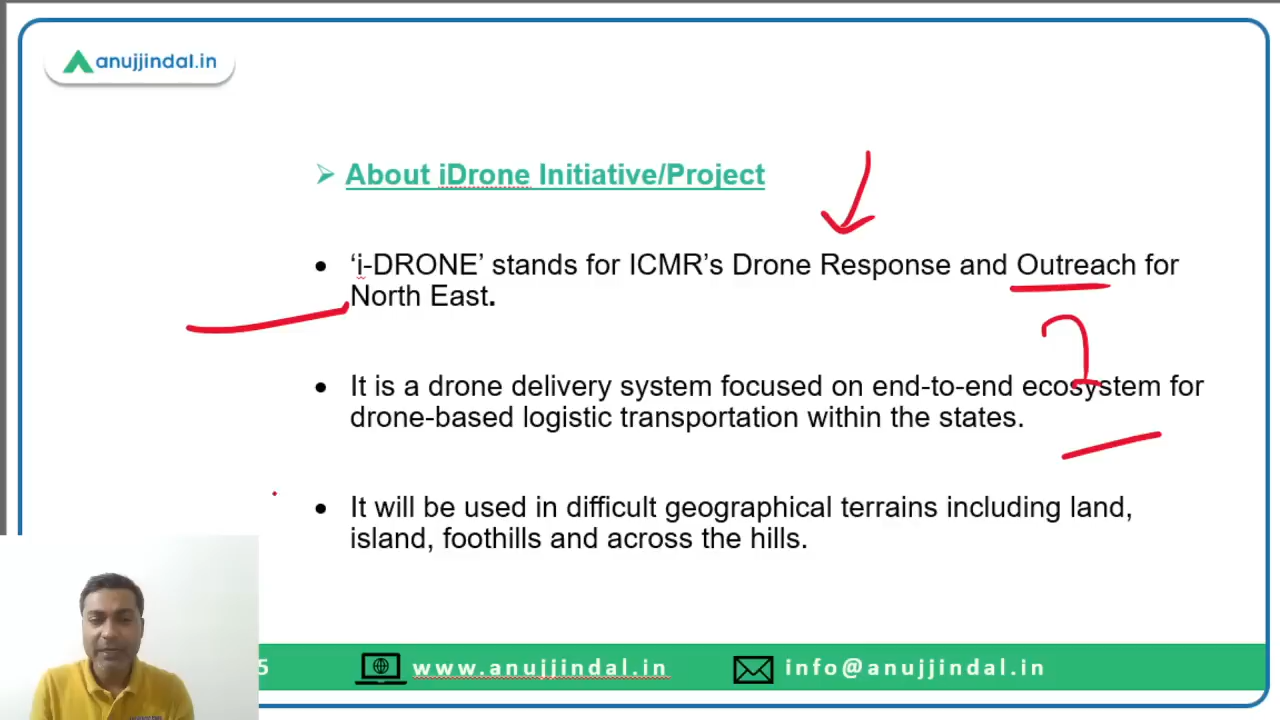 anujjindal.in
About iDrone Initiative/Project
‘i-DRONE’ stands for ICMR’s Drone Response and Outreach for
North East.
It is a drone delivery system focused on end-to-end ecosystem for
drone-based logistic transportation within the states.
It will be used in difficult geographical terrains including land,
island, foothills and across the hills.
5 www.anujjindal.in info@anujjindal.in